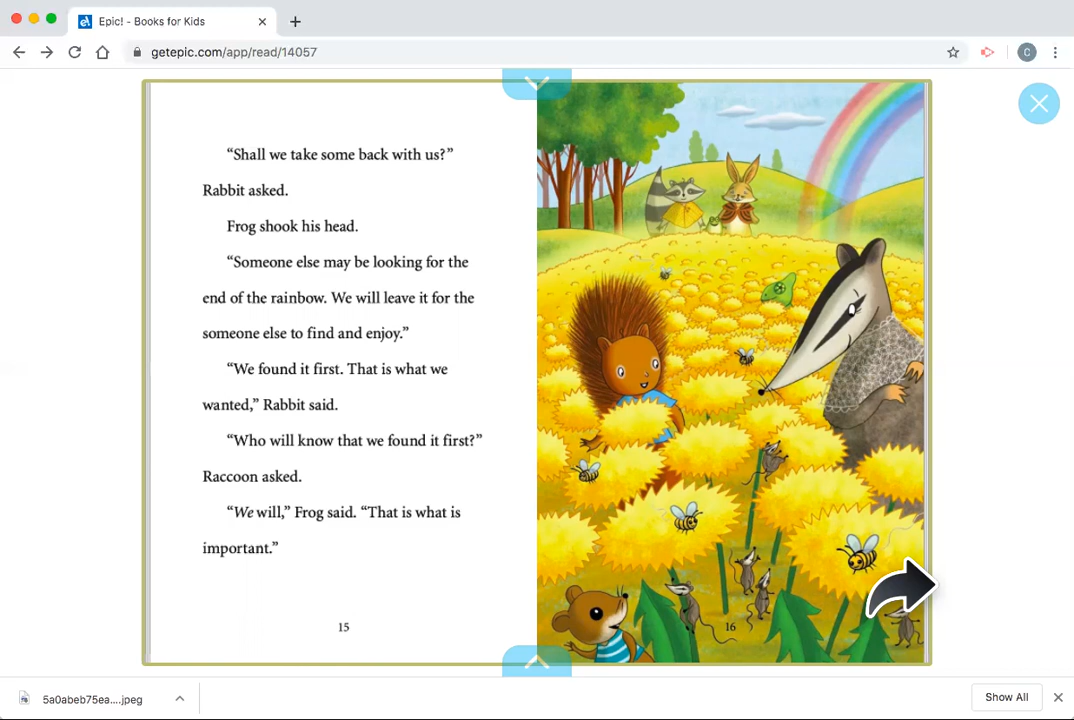 Epic! - Books for Kids
getepic.com/app/read/14057
C
“Shall we take some back with us?”
Rabbit asked.
Frog shook his head.
“Someone else may be looking for the
end of the rainbow. We will leave it for the
someone else to find and enjoy.”
“We found it first. That is what we
wanted,” Rabbit said.
“Who will know that we found it first?”
Raccoon asked.
“We will,” Frog said. “That is what is
important.”
15
16
5a0abeb75ea....jpeg
Show All